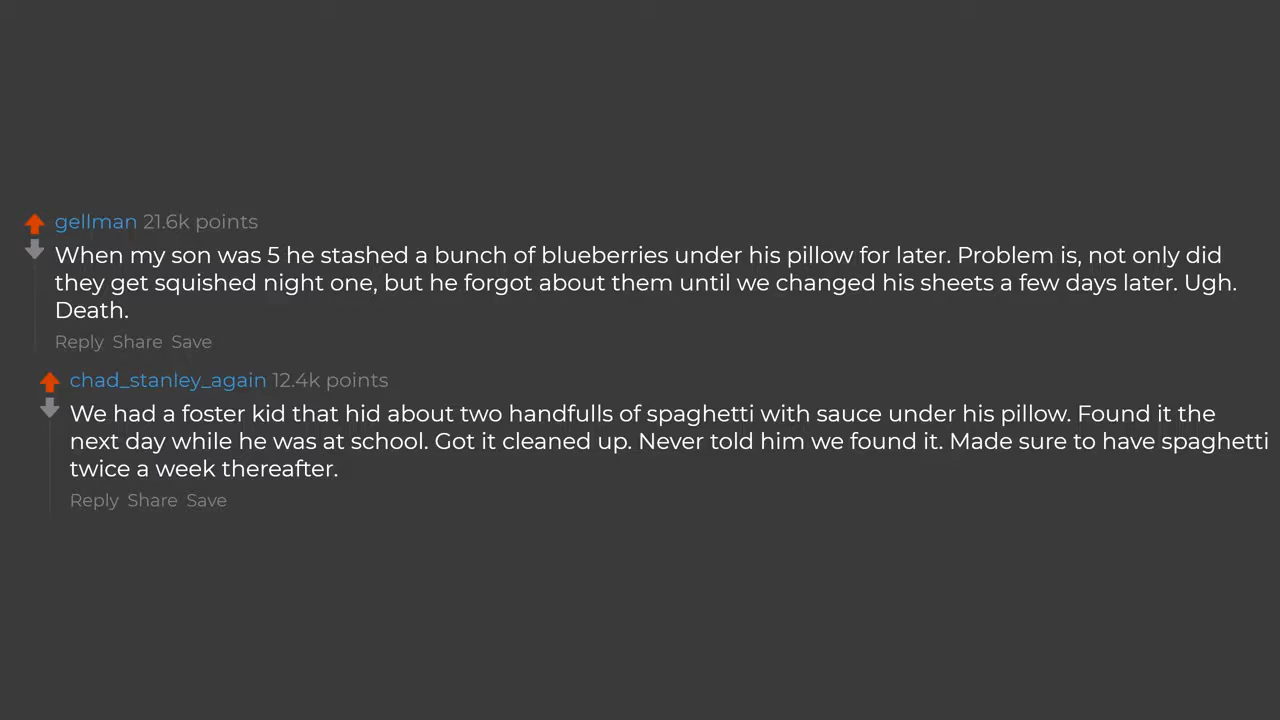 gellman 21.6k points
When my son was 5 he stashed a bunch of blueberries under his pillow for later. Problem is, not only did
they get squished night one, but he forgot about them until we changed his sheets a few days later. Ugh.
Death.
Reply Share Save
chad_stanley_again 12.4k points
We had a foster kid that hid about two handfulls of spaghetti with sauce under his pillow. Found it the
next day while he was at school. Got it cleaned up. Never told him we found it. Made sure to have spaghetti
twice a week thereafter.
Reply Share Save